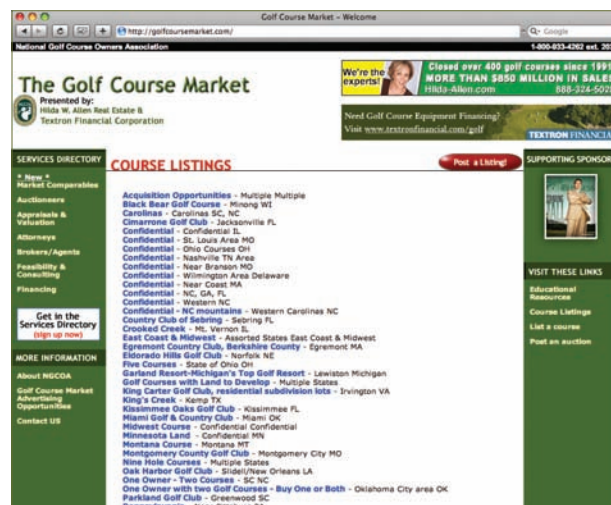 Golf Course Market – Welcome
http://golfcoursemarket.com/
Google
National Golf Course Owners Association
1-800-933-4262 ext. 20
The Golf Course Market
Presented by:
Hilda W. Allen Real Estate &
Textron Financial Corporation
We're the
experts!
Closed over 400 golf courses since 1991
MORE THAN $850 MILLION IN SALE
Hilda-Allen.com
888-324-502
Need Golf Course Equipment Financing?
Visit www.textronfinancial.com/golf
TEXTRON FINANCIA
SERVICES DIRECTORY
* New *
Market Comparables
Auctioneers
Appraisals &
Valuation
Attorneys
Brokers/Agents
Feasibility &
Consulting
Financing
Get in the
Services Directory
(sign up now)
MORE INFORMATION
About NGCOA
Golf Course Market
Advertising
Opportunities
Contact US
COURSE LISTINGS
Post a Listing!
Acquisition Opportunities - Multiple Multiple
Black Bear Golf Course - Minong WI
Carolinas - Carolinas SC, NC
Cimarrone Golf Club - Jacksonville FL
Confidential - Confidential IL
Confidential - St. Louis Area MO
Confidential - Ohio Courses OH
Confidential - Nashville TN Area
Confidential - Near Branson MO
Confidential - Wilmington Area Delaware
Confidential - Near Coast MA
Confidential - NC, GA, FL
Confidential - Western NC
Confidential - NC mountains - Western Carolinas NC
Country Club of Sebring - Sebring FL
Crooked Creek - Mt. Vernon IL
East Coast & Midwest - Assorted States East Coast & Midwest
Egremont Country Club, Berkshire County - Egremont MA
Eldorado Hills Golf Club - Norfolk NE
Five Courses - State of Ohio OH
Garland Resort-Michigan's Top Golf Resort - Lewiston Michigan
Golf Courses with Land to Develop - Multiple States
King Carter Golf Club, residential subdivision lots - Irvington VA
King's Creek - Kemp TX
Kissimmee Oaks Golf Club - Kissimmee FL
Miami Golf & Country Club - Miami OK
Midwest Course - Confidential Confidential
Minnesota Land - Confidential MN
Montana Course - Montana MT
Montgomery County Golf Club - Montgomery City MO
Nine Hole Courses - Multiple States
Oak Harbor Golf Club - Slidell/New Orleans LA
One Owner - Two Courses - SC NC
One Owner with two Golf Courses - Buy One or Both - Oklahoma City area OK
Parkland Golf Club - Greenwood SC
SUPPORTING SPONSOR
VISIT THESE LINKS
Educational
Resources
Course Listings
List a course
Post an auction